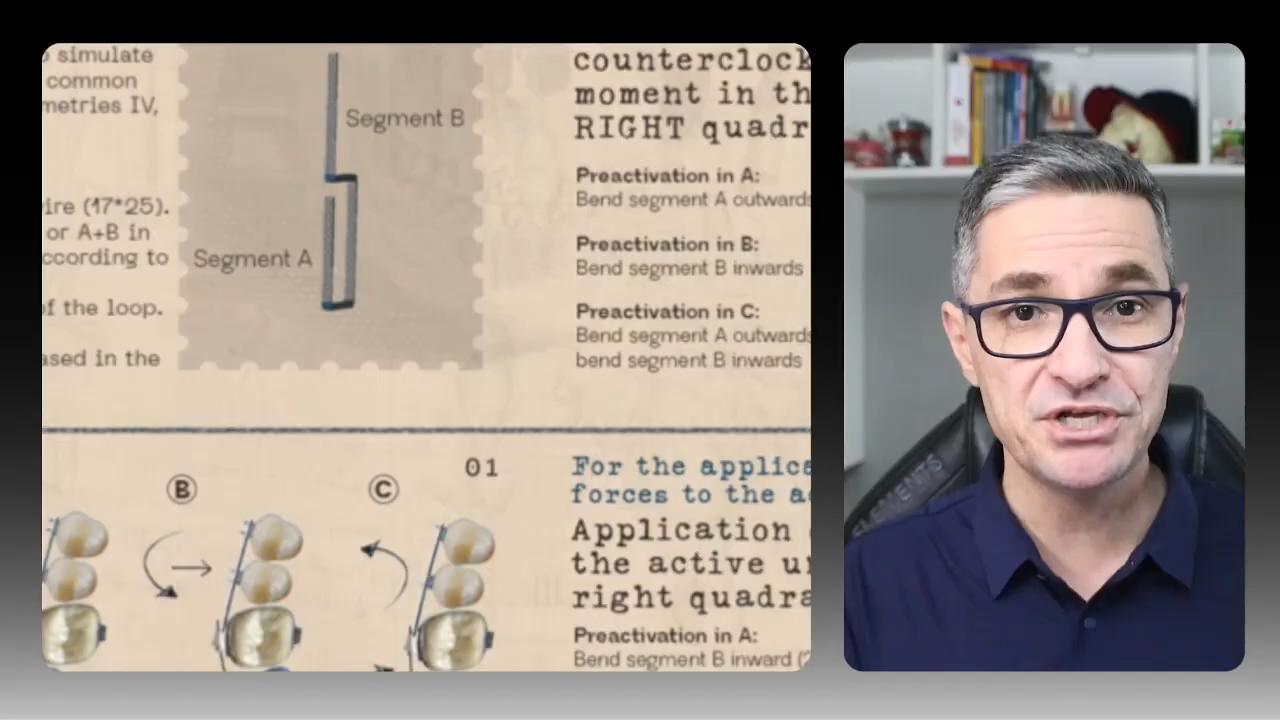 simulate
common
metries IV,
ire (17*25).
or A+B in
ccording to
of the loop.
ased in the
Segment B
Segment A
counterclock
moment in th
RIGHT quadr
Preactivation in A:
Bend segment A outwards
Preactivation in B:
Bend segment B inwards
Preactivation in C:
Bend segment A outwards
bend segment B inwards
01
B
C
For the applica
forces to the a
Application
the active u
right quadra
Preactivation in A:
Bend segment B inward (
ELEMENTS